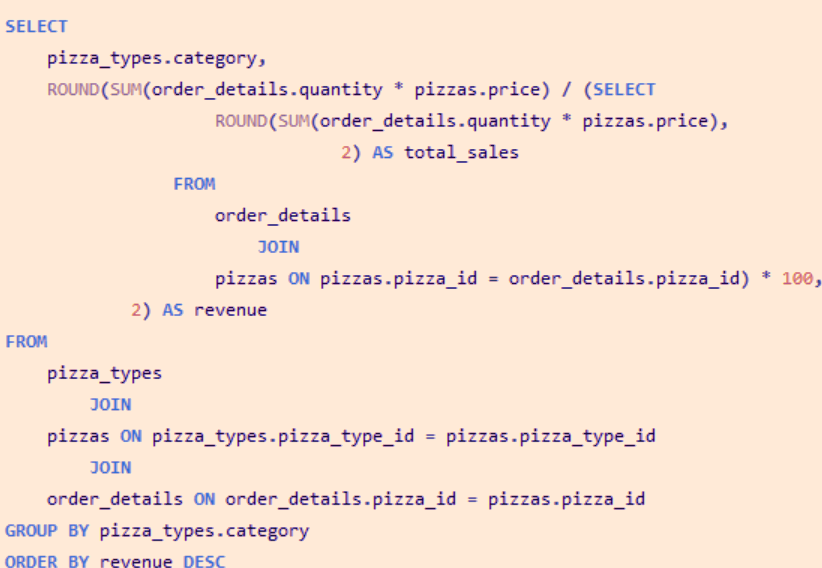 SELECT
pizza_types.category,
ROUND(SUM(order_details.quantity * pizzas.price) / (SELECT
ROUND(SUM(order_details.quantity * pizzas.price),
2) AS total_sales
FROM
order_details
JOIN
pizzas ON pizzas.pizza_id = order_details.pizza_id) * 100,
2) AS revenue
FROM
pizza_types
JOIN
pizzas ON pizza_types.pizza_type_id = pizzas.pizza_type_id
JOIN
order_details ON order_details.pizza_id = pizzas.pizza_id
GROUP BY pizza_types.category
ORDER BY revenue DESC